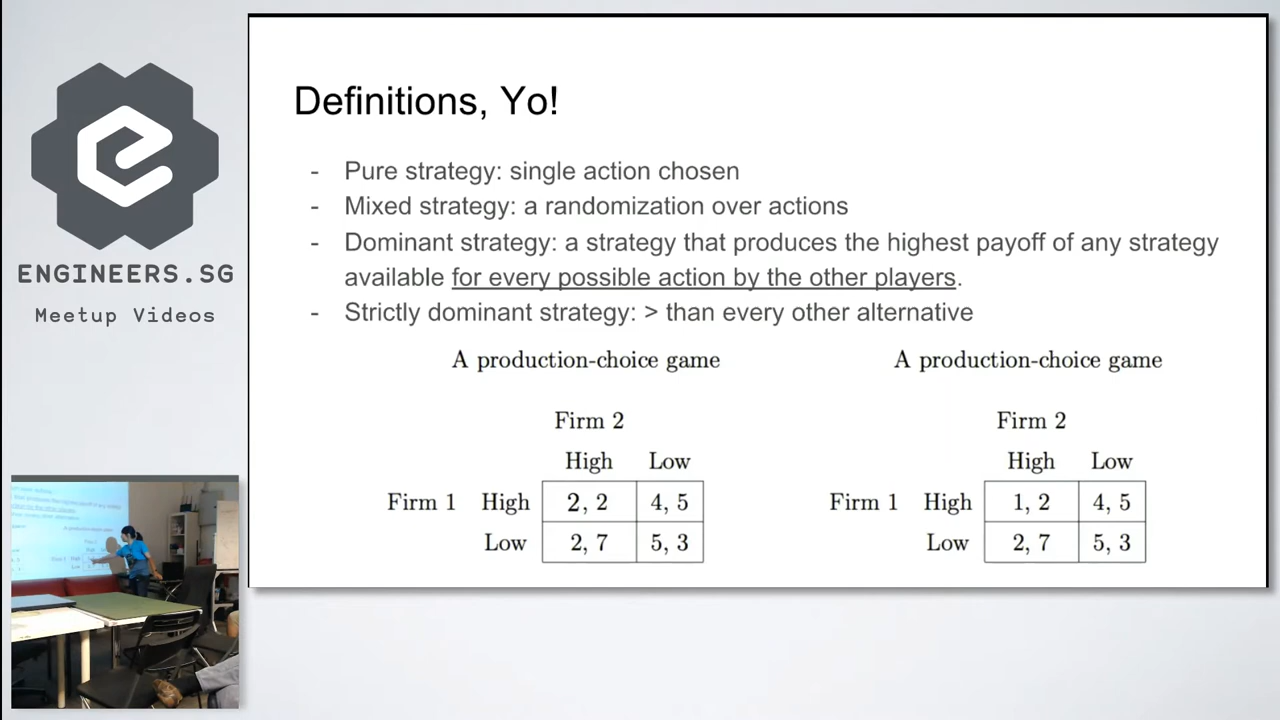 ENGINEERS.SG
Meetup Videos
Definitions, Yo!
- Pure strategy: single action chosen
- Mixed strategy: a randomization over actions
- Dominant strategy: a strategy that produces the highest payoff of any strategy
available for every possible action by the other players.
- Strictly dominant strategy: > than every other alternative
A production-choice game
Firm 2
High Low
Firm 1 High 2, 2 4, 5
Low 2, 7 5, 3
A production-choice game
Firm 2
High Low
Firm 1 High 1, 2 4, 5
Low 2, 7 5, 3